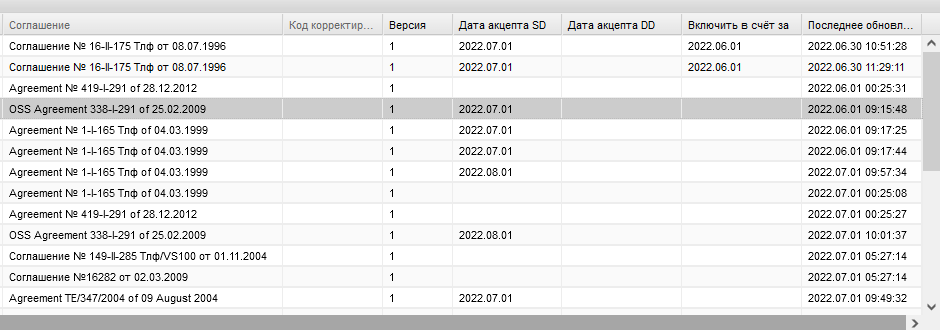 Соглашение Код корректир... Версия Дата акцепта SD Дата акцепта DD Включить в счёт за Последнее обновл...
Соглашение № 16-II-175 Тлф от 08.07.1996 1 2022.07.01 2022.06.01 2022.06.30 10:51:28
Соглашение № 16-II-175 Тлф от 08.07.1996 1 2022.07.01 2022.06.01 2022.06.30 11:29:11
Agreement № 419-I-291 of 28.12.2012 1 2022.06.01 00:25:31
OSS Agreement 338-I-291 of 25.02.2009 1 2022.07.01 2022.06.01 09:15:48
Agreement № 1-I-165 Тлф of 04.03.1999 1 2022.07.01 2022.06.01 09:17:25
Agreement № 1-I-165 Тлф of 04.03.1999 1 2022.07.01 2022.06.01 09:17:44
Agreement № 1-I-165 Тлф of 04.03.1999 1 2022.08.01 2022.07.01 09:57:34
Agreement № 1-I-165 Тлф of 04.03.1999 1 2022.07.01 00:25:08
Agreement № 419-I-291 of 28.12.2012 1 2022.07.01 00:25:27
OSS Agreement 338-I-291 of 25.02.2009 1 2022.08.01 2022.07.01 10:01:37
Соглашение № 149-II-285 Тлф/VS100 от 01.11.2004 1 2022.07.01 05:27:14
Соглашение №16282 от 02.03.2009 1 2022.07.01 05:27:14
Agreement TE/347/2004 of 09 August 2004 1 2022.07.01 2022.07.01 09:49:32